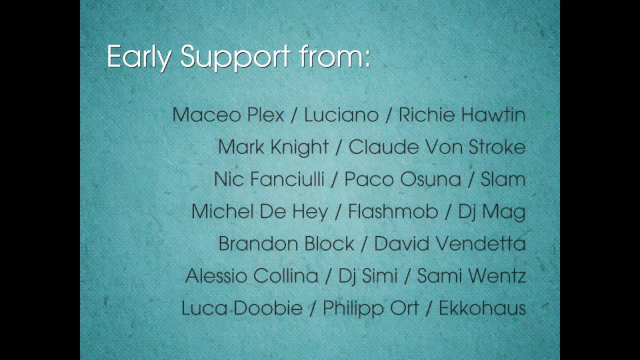 Early Support from:
Maceo Plex / Luciano / Richie Hawtin
Mark Knight / Claude Von Stroke
Nic Fanciulli / Paco Osuna / Slam
Michel De Hey / Flashmob / Dj Mag
Brandon Block / David Vendetta
Alessio Collina / Dj Simi / Sami Wentz
Luca Doobie / Philipp Ort / Ekkohaus